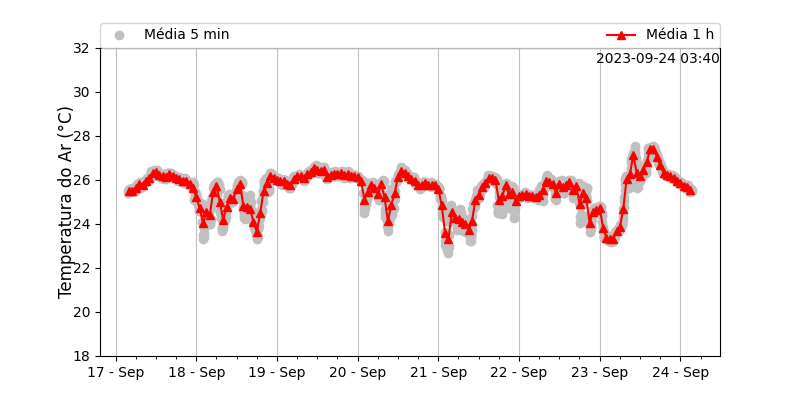 Média 5 min
Média 1 h
2023-09-24 03:40
Temperatura do Ar (°C)
32
30
28
26
24
22
20
18
17 - Sep
18 - Sep
19 - Sep
20 - Sep
21 - Sep
22 - Sep
23 - Sep
24 - Sep